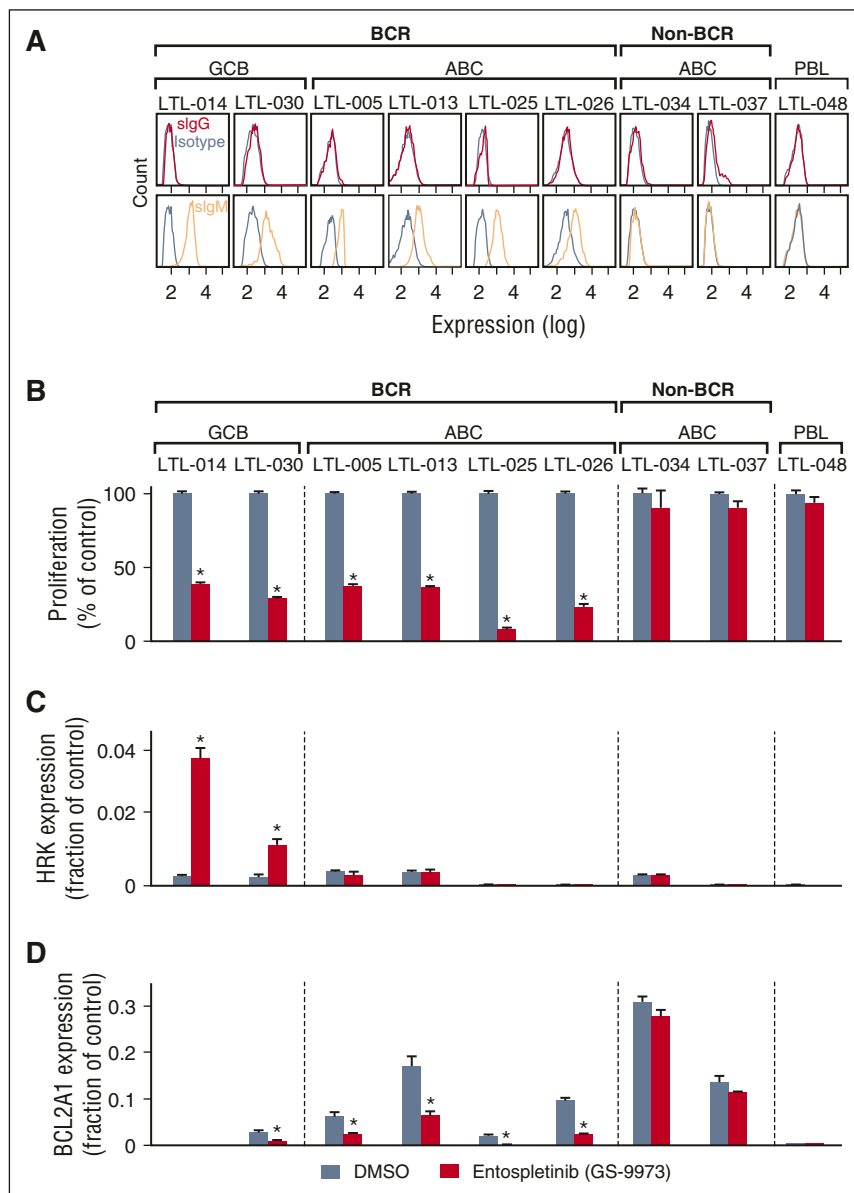 A
BCR
Non-BCR
GCB
ABC
ABC
PBL
LTL-014
LTL-030
LTL-005
LTL-013
LTL-025
LTL-026
LTL-034
LTL-037
LTL-048
sIgG
Isotype
Count
sIgM
2 4 2 4 2 4 2 4 2 4 2 4 2 4 2 4 2 4
Expression (log)
B
BCR
Non-BCR
GCB
ABC
ABC
PBL
LTL-014
LTL-030
LTL-005
LTL-013
LTL-025
LTL-026
LTL-034
LTL-037
LTL-048
Proliferation
(% of control)
100
50
0
* * * * * *
C
HRK expression
(fraction of control)
0.04
0.02
0
* *
D
BCL2A1 expression
(fraction of control)
0.3
0.2
0.1
0
* * * * *
DMSO
Entospletinib (GS-9973)